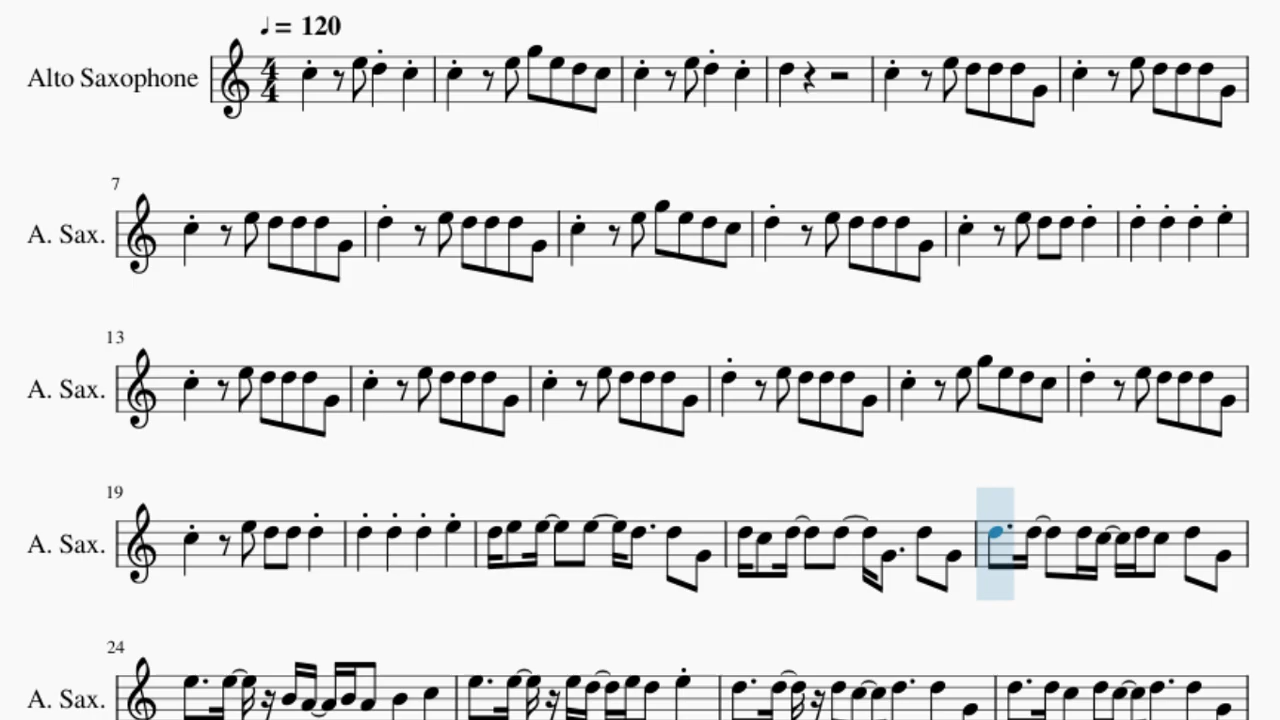 ♩ = 120
Alto Saxophone 4/4
7
A. Sax.
13
A. Sax.
19
A. Sax.
24
A. Sax.